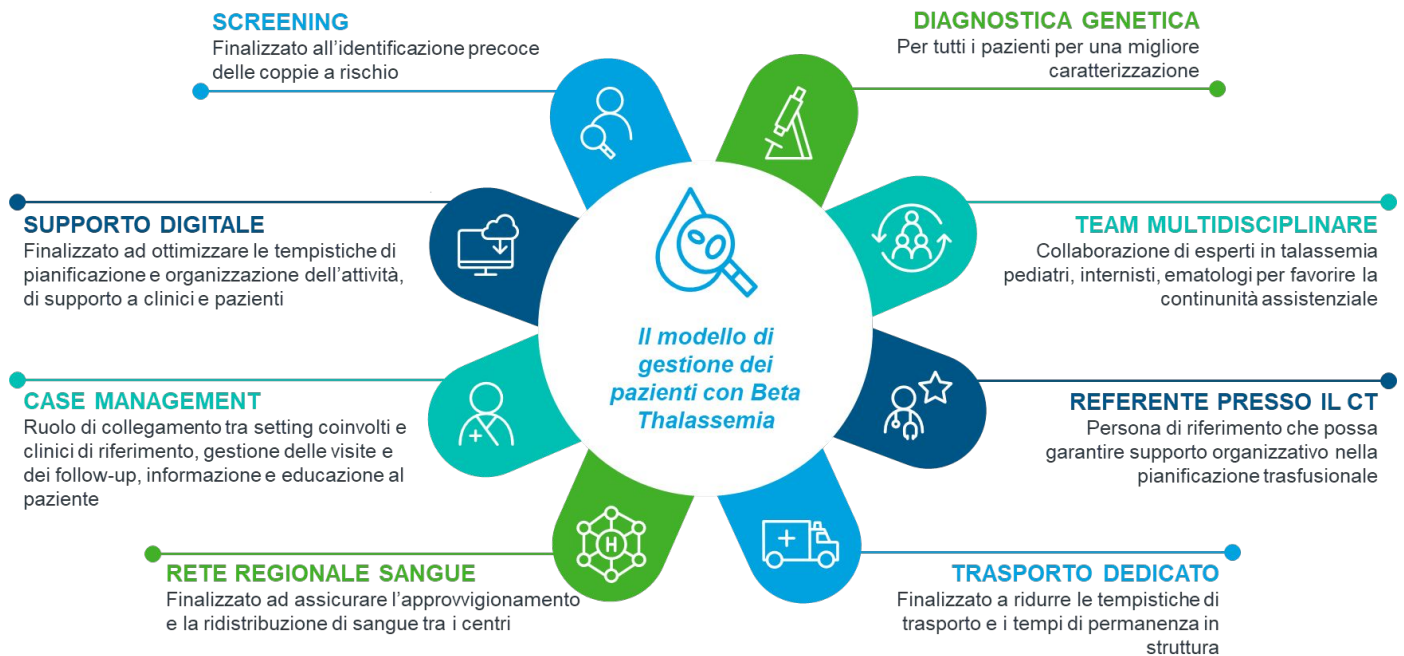 SCREENING
Finalizzato all'identificazione precoce
delle coppie a rischio
DIAGNOSTICA GENETICA
Per tutti i pazienti per una migliore
caratterizzazione
SUPPORTO DIGITALE
Finalizzato ad ottimizzare le tempistiche di
pianificazione e organizzazione dell'attività,
di supporto a clinici e pazienti
TEAM MULTIDISCIPLINARE
Collaborazione di esperti in talassemia
pediatri, internisti, ematologi per favorire la
continunità assistenziale
Il modello di
gestione dei
pazienti con Beta
Thalassemia
CASE MANAGEMENT
Ruolo di collegamento tra setting coinvolti e
clinici di riferimento, gestione delle visite e
dei follow-up, informazione e educazione al
paziente
REFERENTE PRESSO IL CT
Persona di riferimento che possa
garantire supporto organizzativo nella
pianificazione trasfusionale
H
RETE REGIONALE SANGUE
Finalizzato ad assicurare l'approvvigionamento
e la ridistribuzione di sangue tra i centri
TRASPORTO DEDICATO
Finalizzato a ridurre le tempistiche di
trasporto e i tempi di permanenza in
struttura